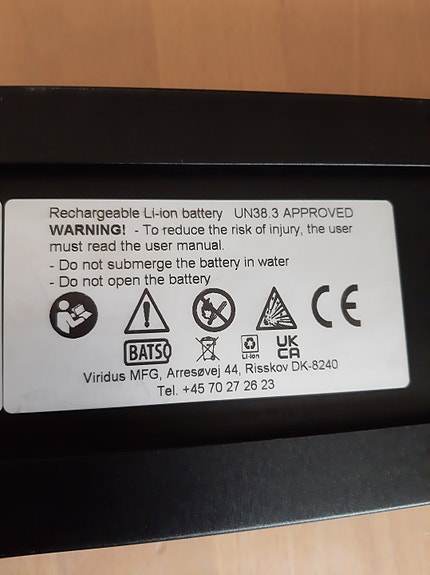 Rechargeable Li-ion battery UN38.3 APPROVED
WARNING! - To reduce the risk of injury, the user
must read the user manual.
- Do not submerge the battery in water
- Do not open the battery
CE
BATSO
Li-ion
UK
CA
Viridus MFG, Arresøvej 44, Risskov DK-8240
Tel. +45 70 27 26 23